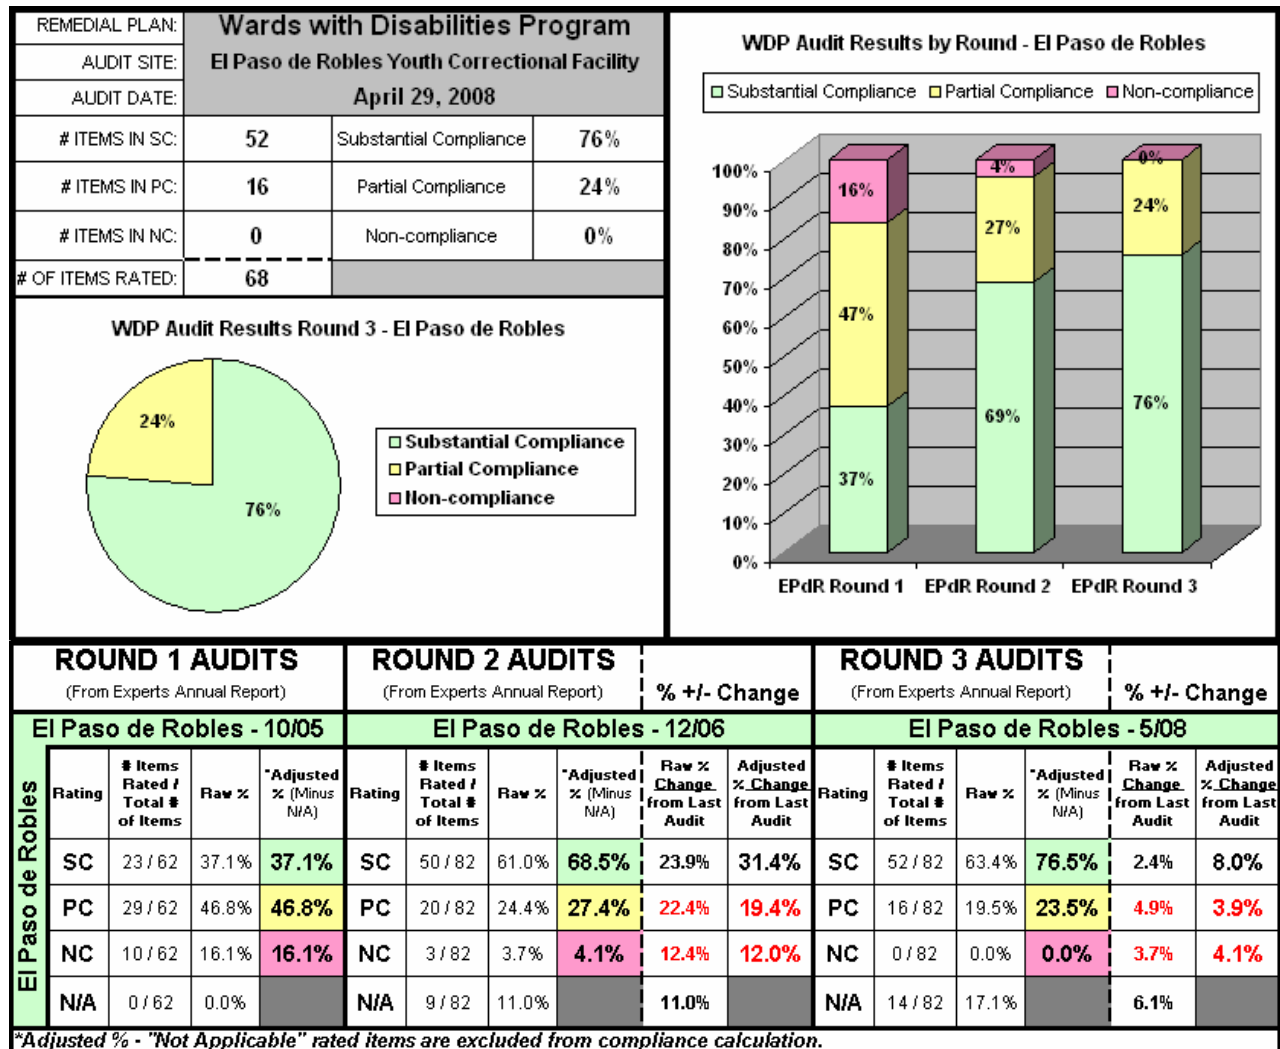 REMEDIAL PLAN: Wards with Disabilities Program
AUDIT SITE: El Paso de Robles Youth Correctional Facility
AUDIT DATE: April 29, 2008
# ITEMS IN SC: 52 Substantial Compliance 76%
# ITEMS IN PC: 16 Partial Compliance 24%
# ITEMS IN NC: 0 Non-compliance 0%
# OF ITEMS RATED: 68
WDP Audit Results Round 3 - El Paso de Robles
24%
76%
Substantial Compliance
Partial Compliance
Non-compliance
WDP Audit Results by Round - El Paso de Robles
Substantial Compliance Partial Compliance Non-compliance
100%
90%
80%
70%
60%
50%
40%
30%
20%
10%
0%
16%
47%
37%
4%
27%
69%
0%
24%
76%
EPdR Round 1 EPdR Round 2 EPdR Round 3
ROUND 1 AUDITS ROUND 2 AUDITS ROUND 3 AUDITS
(From Experts Annual Report) (From Experts Annual Report) % +/- Change (From Experts Annual Report) % +/- Change
El Paso de Robles - 10/05 El Paso de Robles - 12/06 El Paso de Robles - 5/08
El Paso de Robles
Rating # Items Rated / Total # of Items Raw % *Adjusted % (Minus N/A) Rating # Items Rated / Total # of Items Raw % *Adjusted % (Minus N/A) Raw % Change from Last Audit Adjusted % Change from Last Audit Rating # Items Rated / Total # of Items Raw % *Adjusted % (Minus N/A) Raw % Change from Last Audit Adjusted % Change from Last Audit
SC 23 / 62 37.1% 37.1% SC 50 / 82 61.0% 68.5% 23.9% 31.4% SC 52 / 82 63.4% 76.5% 2.4% 8.0%
PC 29 / 62 46.8% 46.8% PC 20 / 82 24.4% 27.4% 22.4% 19.4% PC 16 / 82 19.5% 23.5% 4.9% 3.9%
NC 10 / 62 16.1% 16.1% NC 3 / 82 3.7% 4.1% 12.4% 12.0% NC 0 / 82 0.0% 0.0% 3.7% 4.1%
N/A 0 / 62 0.0% N/A 9 / 82 11.0% 11.0% N/A 14 / 82 17.1% 6.1%
*Adjusted % - "Not Applicable" rated items are excluded from compliance calculation.